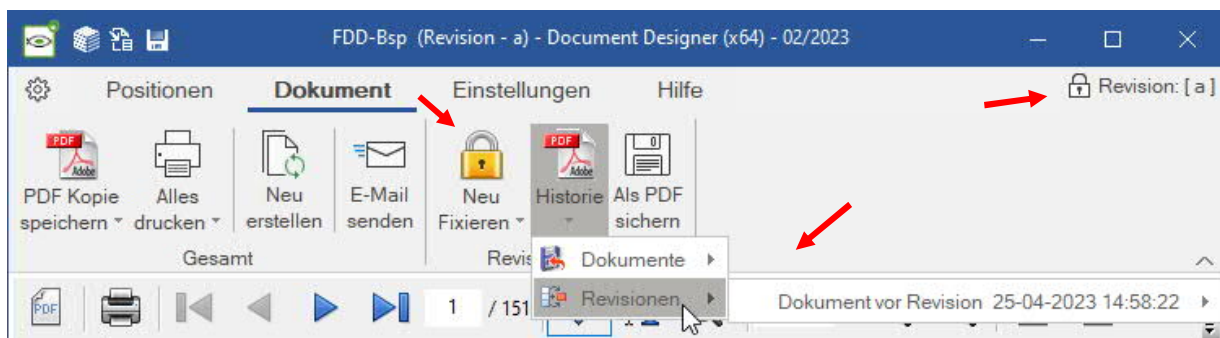 FDD-Bsp (Revision - a) - Document Designer (x64) - 02/2023
Positionen Dokument Einstellungen Hilfe Revision: [ a ]
PDF Adobe PDF Adobe
PDF Kopie Alles Neu E-Mail Neu Historie Als PDF
speichern drucken erstellen senden Fixieren sichern
Gesamt Revis
Dokumente
PDF 1 / 151 Revisionen Dokument vor Revision 25-04-2023 14:58:22